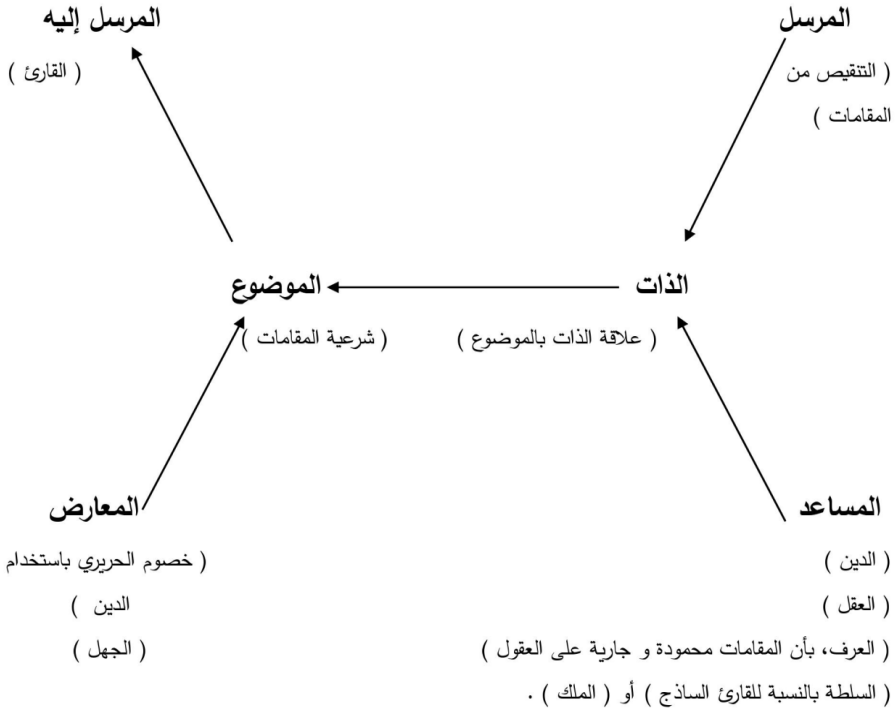 المرسل
المرسل إليه
( التنقيص من
المقامات )
( القارئ )
الذات
الموضوع
( علاقة الذات بالموضوع )
( شرعية المقامات )
المساعد
المعارض
( الدين )
( العقل )
( العرف، بأن المقامات محمودة و جارية على العقول )
( السلطة بالنسبة للقارئ الساذج ) أو ( الملك ) .
( خصوم الحريري باستخدام
الدين )
( الجهل )